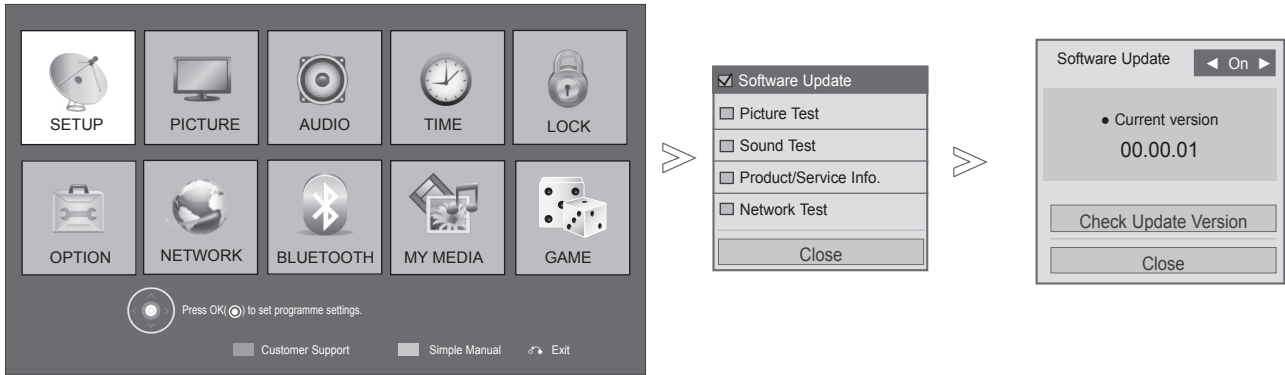 SETUP
PICTURE
AUDIO
TIME
LOCK
OPTION
NETWORK
BLUETOOTH
MY MEDIA
GAME
Press OK(◉) to set programme settings.
Customer Support
Simple Manual
Exit
Software Update
Picture Test
Sound Test
Product/Service Info.
Network Test
Close
Software Update ◀ On ▶
● Current version
00.00.01
Check Update Version
Close